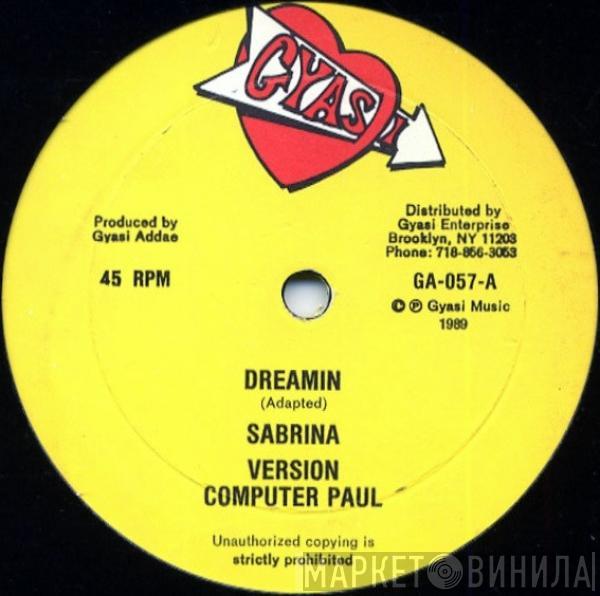 GYASI
Produced by
Gyasi Addae
45 RPM
Distributed by
Gyasi Enterprise
Brooklyn, NY 11203
Phone: 718-856-3053
GA-057-A
© ℗ Gyasi Music
1989
DREAMIN
(Adapted)
SABRINA
VERSION
COMPUTER PAUL
Unauthorized copying is
strictly prohibited
МАРКЕТ ВИНИЛА